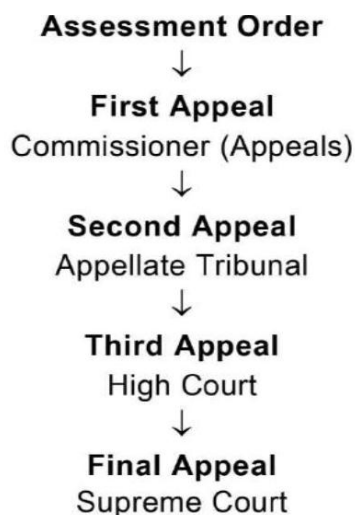 Assessment Order
↓
First Appeal
Commissioner (Appeals)
↓
Second Appeal
Appellate Tribunal
↓
Third Appeal
High Court
↓
Final Appeal
Supreme Court